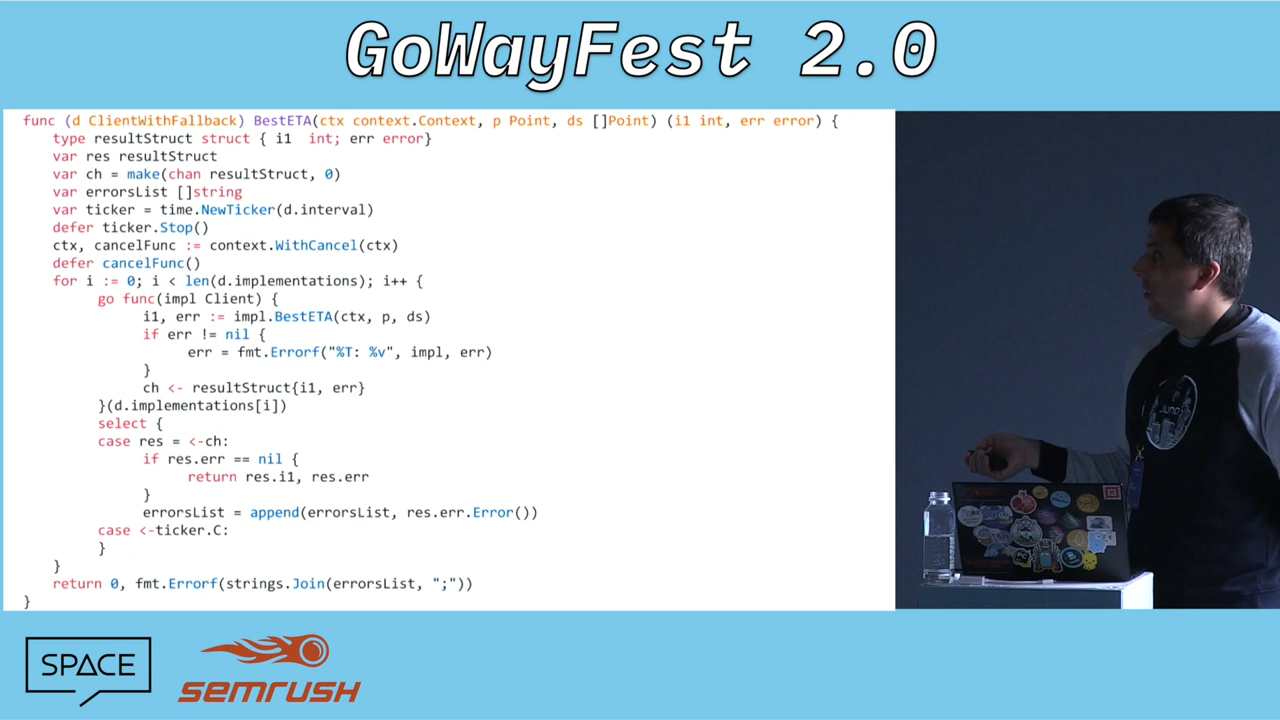 GoWayFest 2.0
func (d ClientWithFallback) BestETA(ctx context.Context, p Point, ds []Point) (i1 int, err error) {
type resultStruct struct { i1  int; err error}
var res resultStruct
var ch = make(chan resultStruct, 0)
var errorsList []string
var ticker = time.NewTicker(d.interval)
defer ticker.Stop()
ctx, cancelFunc := context.WithCancel(ctx)
defer cancelFunc()
for i := 0; i < len(d.implementations); i++ {
go func(impl Client) {
i1, err := impl.BestETA(ctx, p, ds)
if err != nil {
err = fmt.Errorf("%T: %v", impl, err)
}
ch <- resultStruct{i1, err}
}(d.implementations[i])
select {
case res = <-ch:
if res.err == nil {
return res.i1, res.err
}
errorsList = append(errorsList, res.err.Error())
case <-ticker.C:
}
}
return 0, fmt.Errorf(strings.Join(errorsList, ";"))
}
JUNO
SPACE
semrush